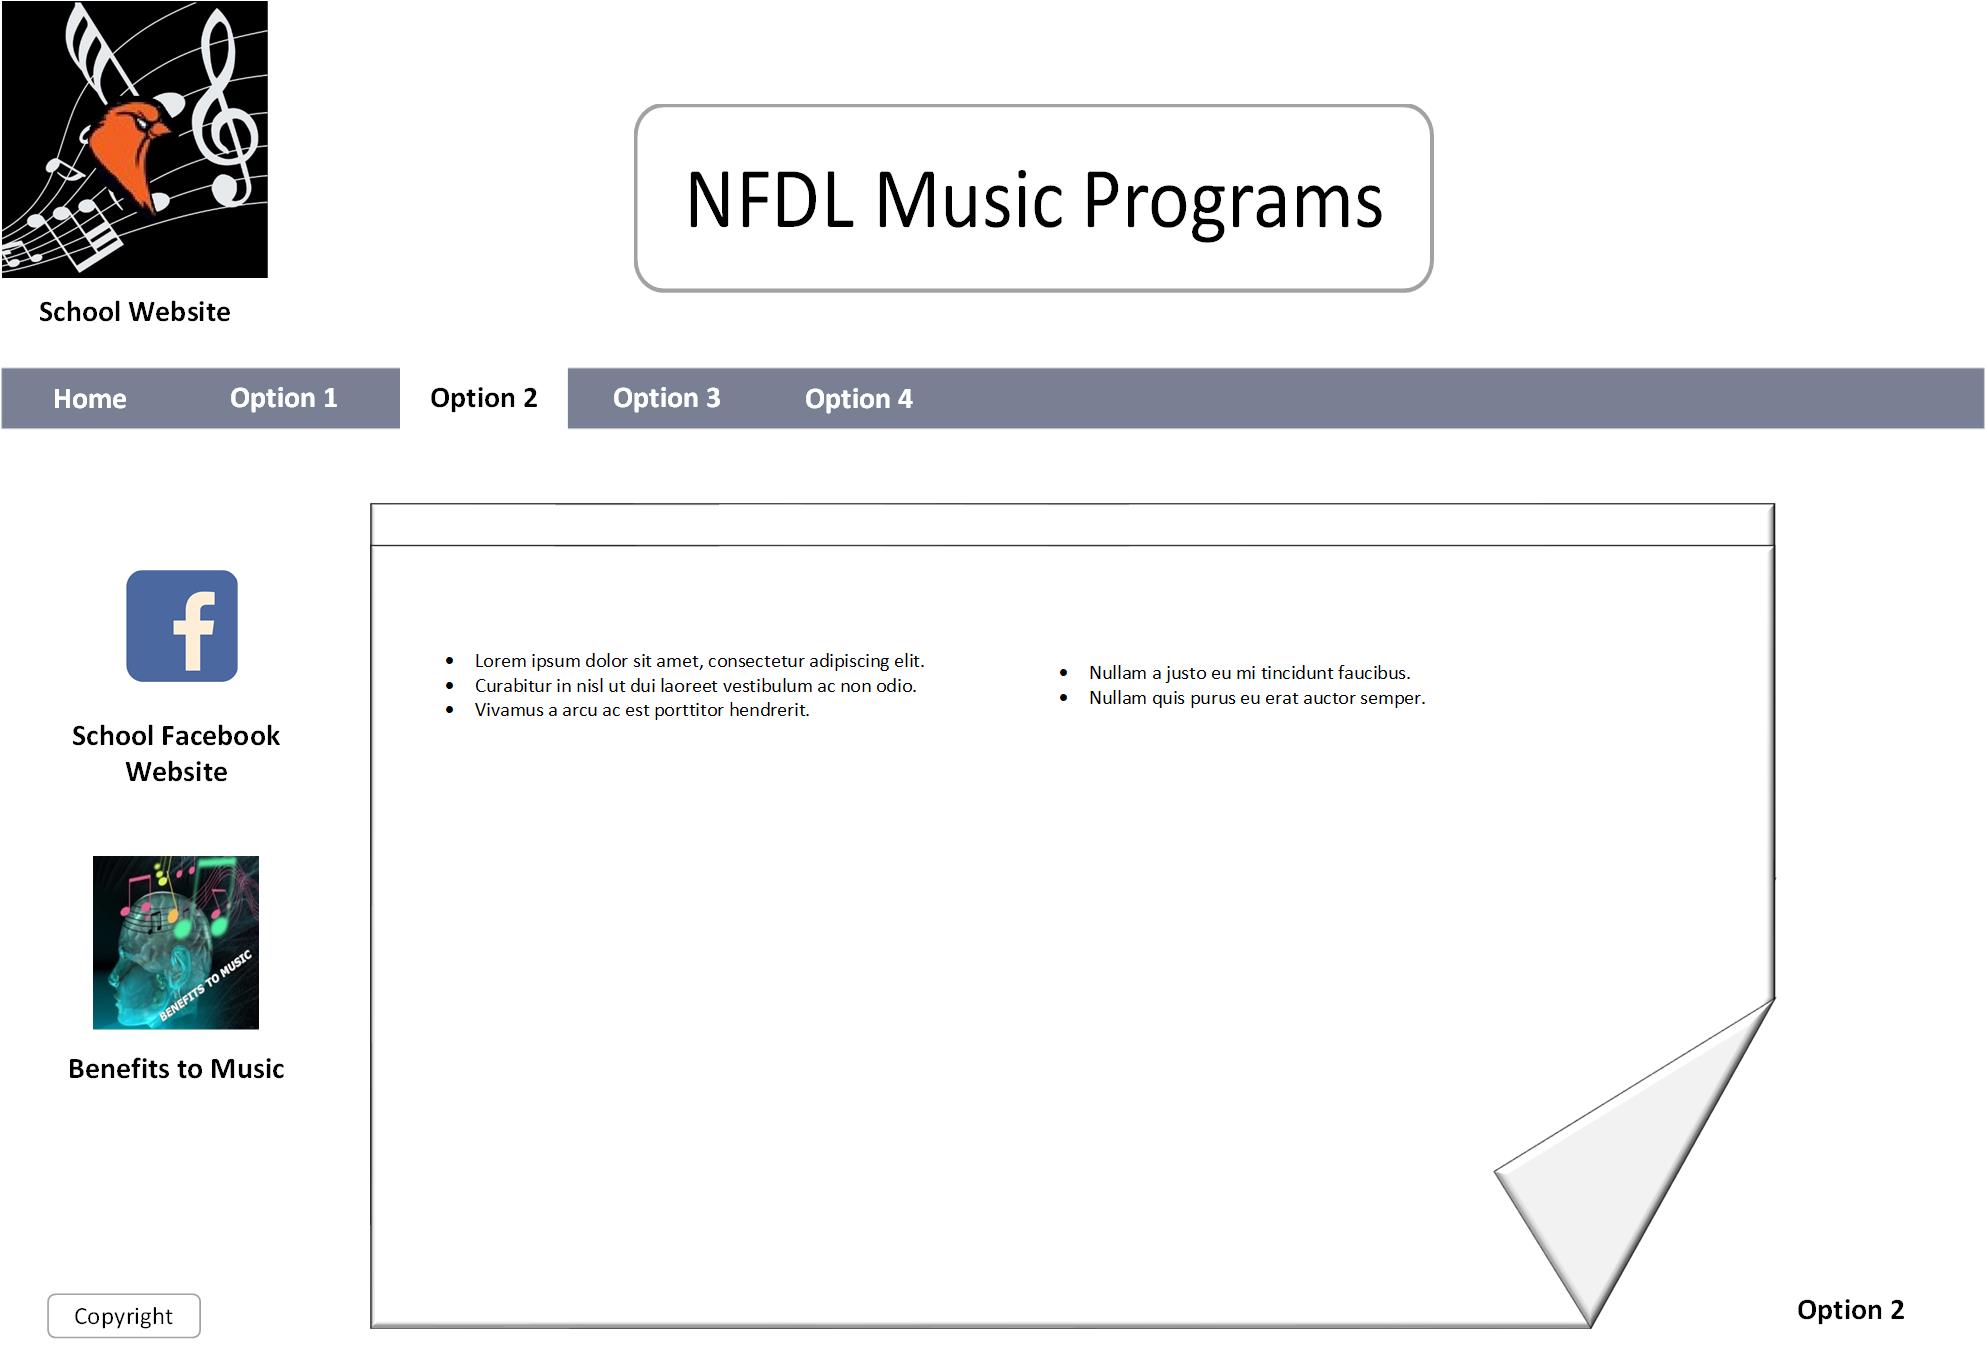 NFDL Music Programs
School Website
Home Option 1 Option 2 Option 3 Option 4
• Lorem ipsum dolor sit amet, consectetur adipiscing elit.
• Curabitur in nisl ut dui laoreet vestibulum ac non odio.
• Vivamus a arcu ac est porttitor hendrerit.
• Nullam a justo eu mi tincidunt faucibus.
• Nullam quis purus eu erat auctor semper.
f
School Facebook
Website
BENEFITS TO MUSIC
Benefits to Music
Copyright
Option 2